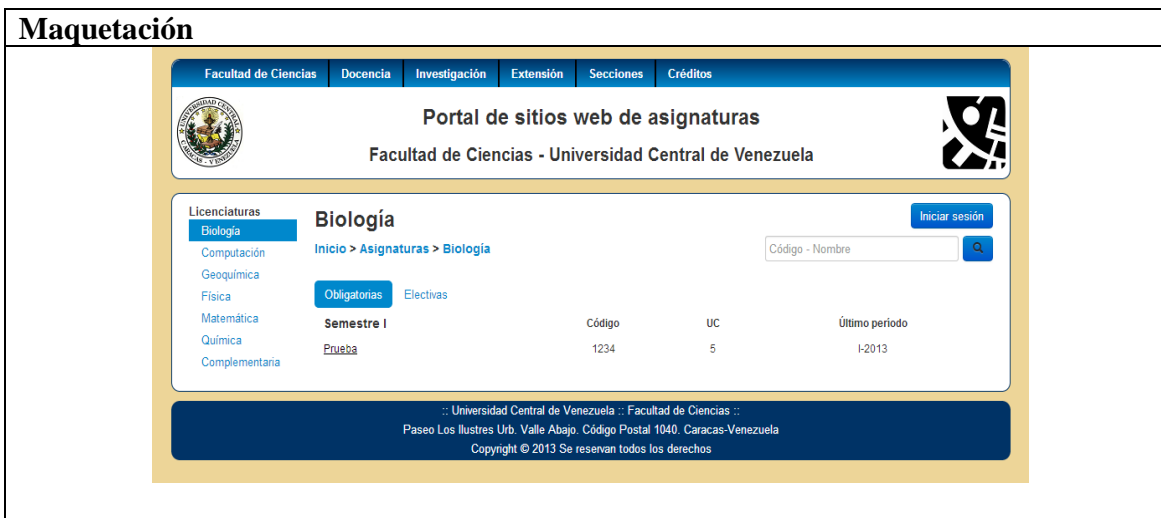 Maquetación
Facultad de Ciencias Docencia Investigación Extensión Secciones Créditos
Portal de sitios web de asignaturas
Facultad de Ciencias - Universidad Central de Venezuela
Licenciaturas
Biología
Computación
Geoquímica
Física
Matemática
Química
Complementaria
Biología
Iniciar sesión
Inicio > Asignaturas > Biología
Código - Nombre
Obligatorias Electivas
Semestre I Código UC Último periodo
Prueba 1234 5 I-2013
:: Universidad Central de Venezuela :: Facultad de Ciencias ::
Paseo Los Ilustres Urb. Valle Abajo. Código Postal 1040. Caracas-Venezuela
Copyright © 2013 Se reservan todos los derechos